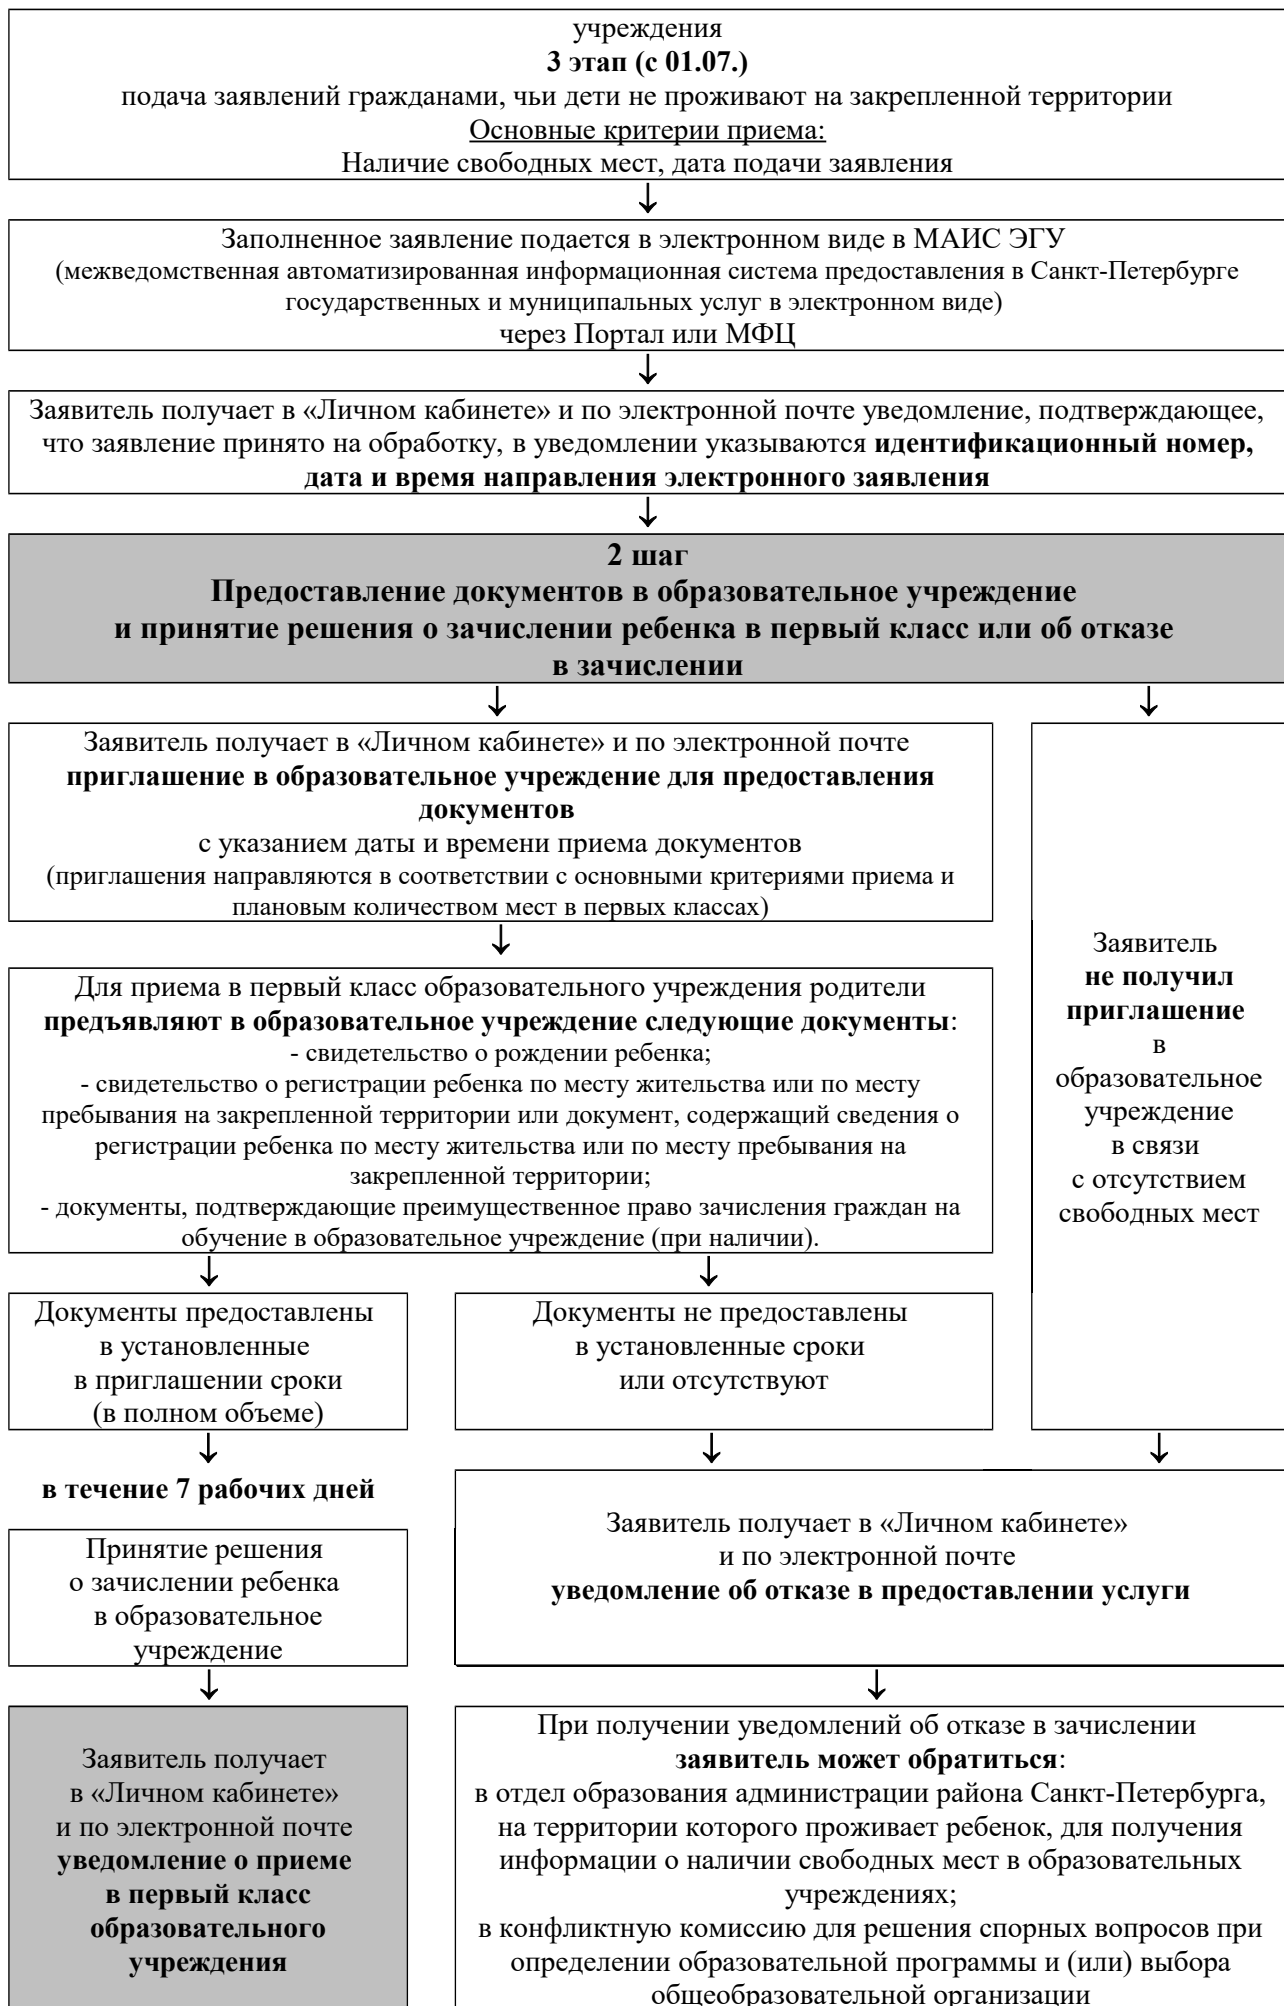 учреждения
3 этап (с 01.07.)
подача заявлений гражданами, чьи дети не проживают на закрепленной территории
Основные критерии приема:
Наличие свободных мест, дата подачи заявления
Заполненное заявление подается в электронном виде в МАИС ЭГУ
(межведомственная автоматизированная информационная система предоставления в Санкт-Петербурге
государственных и муниципальных услуг в электронном виде)
через Портал или МФЦ
Заявитель получает в «Личном кабинете» и по электронной почте уведомление, подтверждающее,
что заявление принято на обработку, в уведомлении указываются идентификационный номер,
дата и время направления электронного заявления
2 шаг
Предоставление документов в образовательное учреждение
и принятие решения о зачислении ребенка в первый класс или об отказе
в зачислении
Заявитель получает в «Личном кабинете» и по электронной почте
приглашение в образовательное учреждение для предоставления
документов
с указанием даты и времени приема документов
(приглашения направляются в соответствии с основными критериями приема и
плановым количеством мест в первых классах)
Для приема в первый класс образовательного учреждения родители
предъявляют в образовательное учреждение следующие документы:
- свидетельство о рождении ребенка;
- свидетельство о регистрации ребенка по месту жительства или по месту
пребывания на закрепленной территории или документ, содержащий сведения о
регистрации ребенка по месту жительства или по месту пребывания на
закрепленной территории;
- документы, подтверждающие преимущественное право зачисления граждан на
обучение в образовательное учреждение (при наличии).
Заявитель
не получил
приглашение
в
образовательное
учреждение
в связи
с отсутствием
свободных мест
Документы предоставлены
в установленные
в приглашении сроки
(в полном объеме)
Документы не предоставлены
в установленные сроки
или отсутствуют
в течение 7 рабочих дней
Принятие решения
о зачислении ребенка
в образовательное
учреждение
Заявитель получает в «Личном кабинете»
и по электронной почте
уведомление об отказе в предоставлении услуги
Заявитель получает
в «Личном кабинете»
и по электронной почте
уведомление о приеме
в первый класс
образовательного
учреждения
При получении уведомлений об отказе в зачислении
заявитель может обратиться:
в отдел образования администрации района Санкт-Петербурга,
на территории которого проживает ребенок, для получения
информации о наличии свободных мест в образовательных
учреждениях;
в конфликтную комиссию для решения спорных вопросов при
определении образовательной программы и (или) выбора
общеобразовательной организации